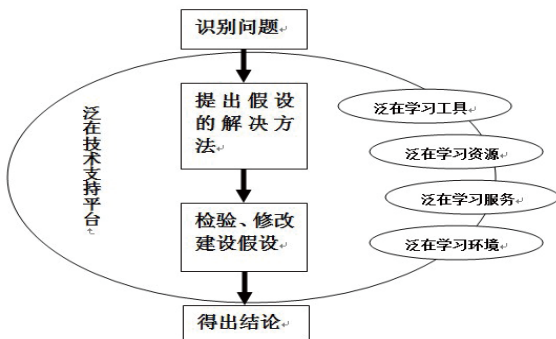 识别问题
提出假设
的解决方
法
检验、修改
建设假设
得出结论
泛在技术支持平台
泛在学习工具
泛在学习资源
泛在学习服务
泛在学习环境